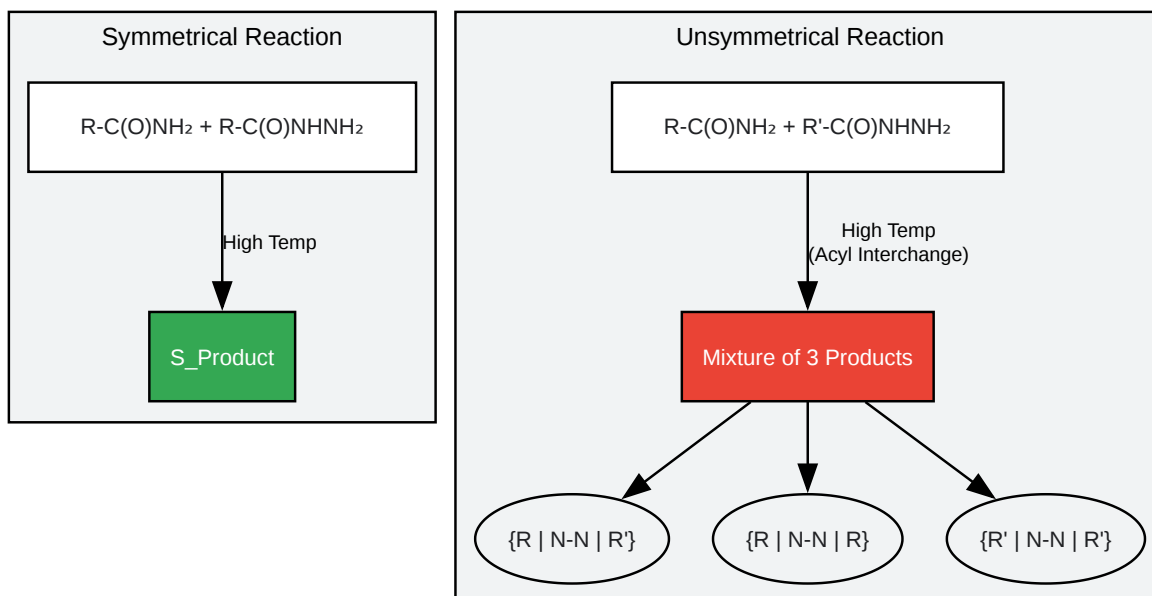 Symmetrical Reaction
R-C(O)NH₂ + R-C(O)NHNH₂
High Temp
S_Product
Unsymmetrical Reaction
R-C(O)NH₂ + R'-C(O)NHNH₂
High Temp
(Acyl Interchange)
Mixture of 3 Products
{R | N-N | R'}
{R | N-N | R}
{R' | N-N | R'}